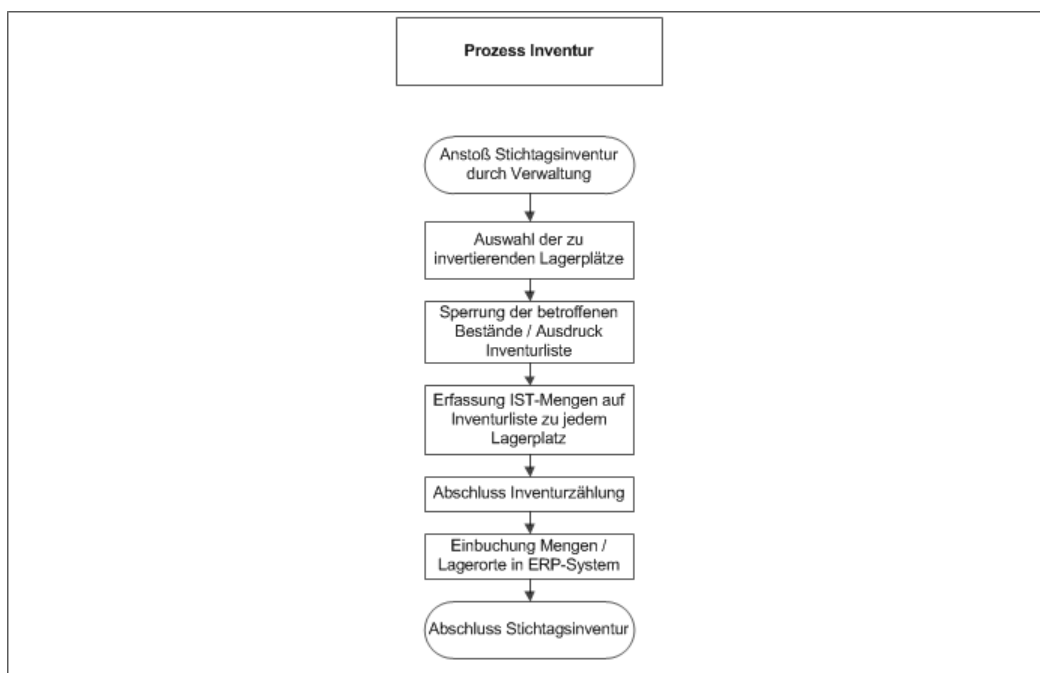 Prozess Inventur
Anstoß Stichtagsinventur
durch Verwaltung
Auswahl der zu
invertierenden Lagerplätze
Sperrung der betroffenen
Bestände / Ausdruck
Inventurliste
Erfassung IST-Mengen auf
Inventurliste zu jedem
Lagerplatz
Abschluss Inventurzählung
Einbuchung Mengen /
Lagerorte in ERP-System
Abschluss Stichtagsinventur